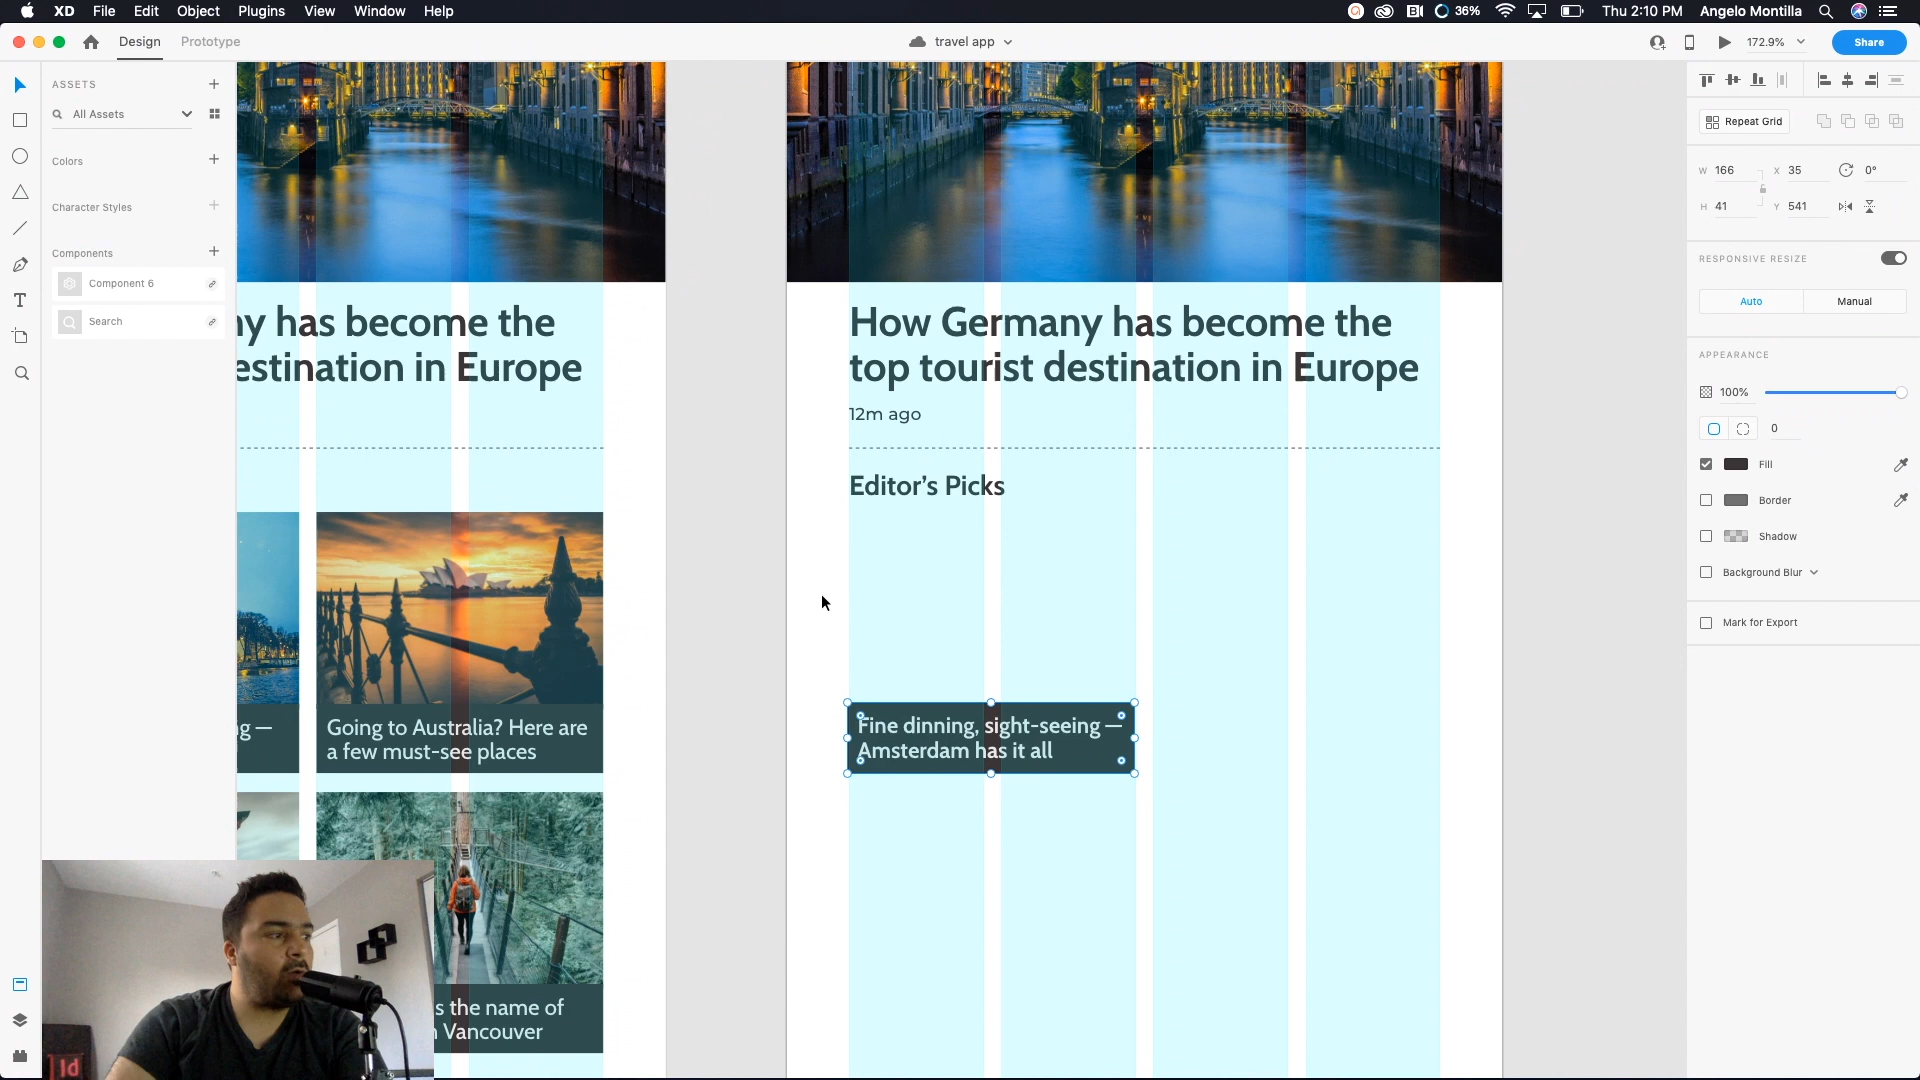 XD File Edit Object Plugins View Window Help
36% Thu 2:10 PM Angelo Montilla
Design Prototype
travel app
172.9% Share
ASSETS
All Assets
Colors
Character Styles
Components
Component 6
Search
ny has become the
estination in Europe
g —
Going to Australia? Here are
a few must-see places
s the name of
Vancouver
Id
How Germany has become the
top tourist destination in Europe
12m ago
Editor's Picks
Fine dinning, sight-seeing —
Amsterdam has it all
Repeat Grid
W 166 X 35 0°
H 41 Y 541
RESPONSIVE RESIZE
Auto Manual
APPEARANCE
100%
0
Fill
Border
Shadow
Background Blur
Mark for Export